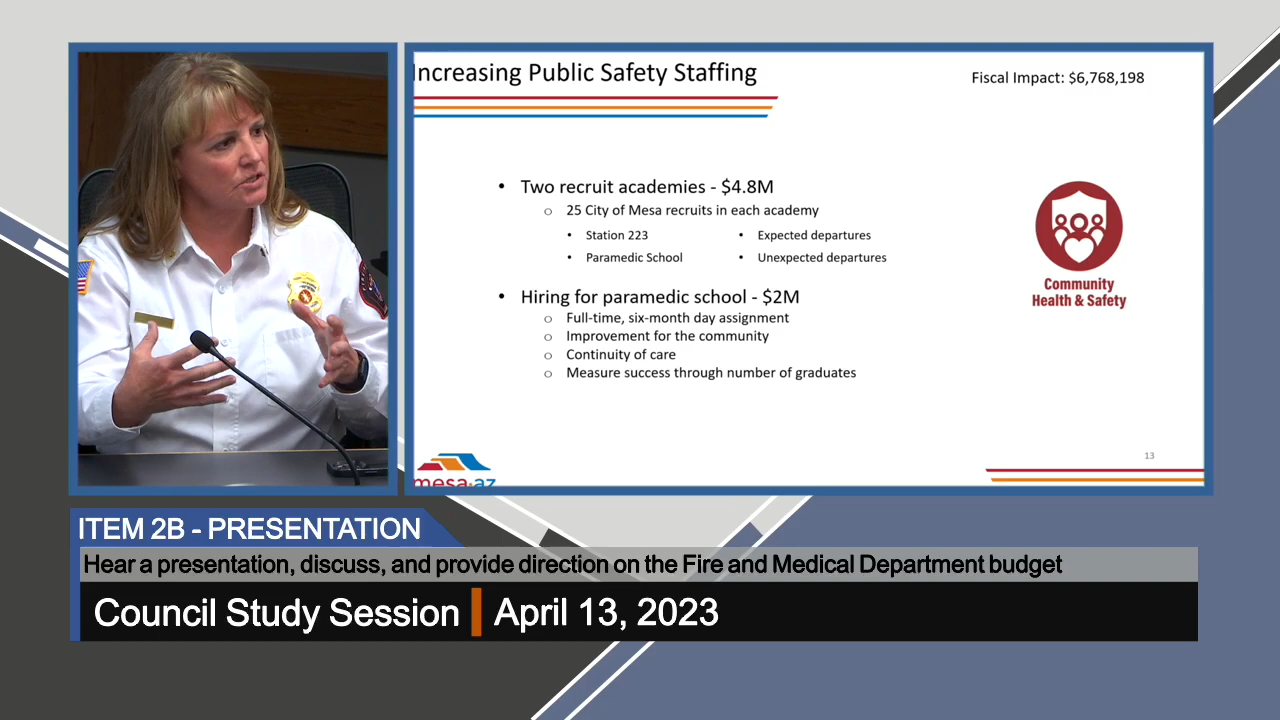 Increasing Public Safety Staffing
Fiscal Impact: $6,768,198
• Two recruit academies - $4.8M
o 25 City of Mesa recruits in each academy
• Station 223
• Expected departures
• Paramedic School
• Unexpected departures
• Hiring for paramedic school - $2M
o Full-time, six-month day assignment
o Improvement for the community
o Continuity of care
o Measure success through number of graduates
Community
Health & Safety
13
mesa·az
ITEM 2B - PRESENTATION
Hear a presentation, discuss, and provide direction on the Fire and Medical Department budget
Council Study Session | April 13, 2023